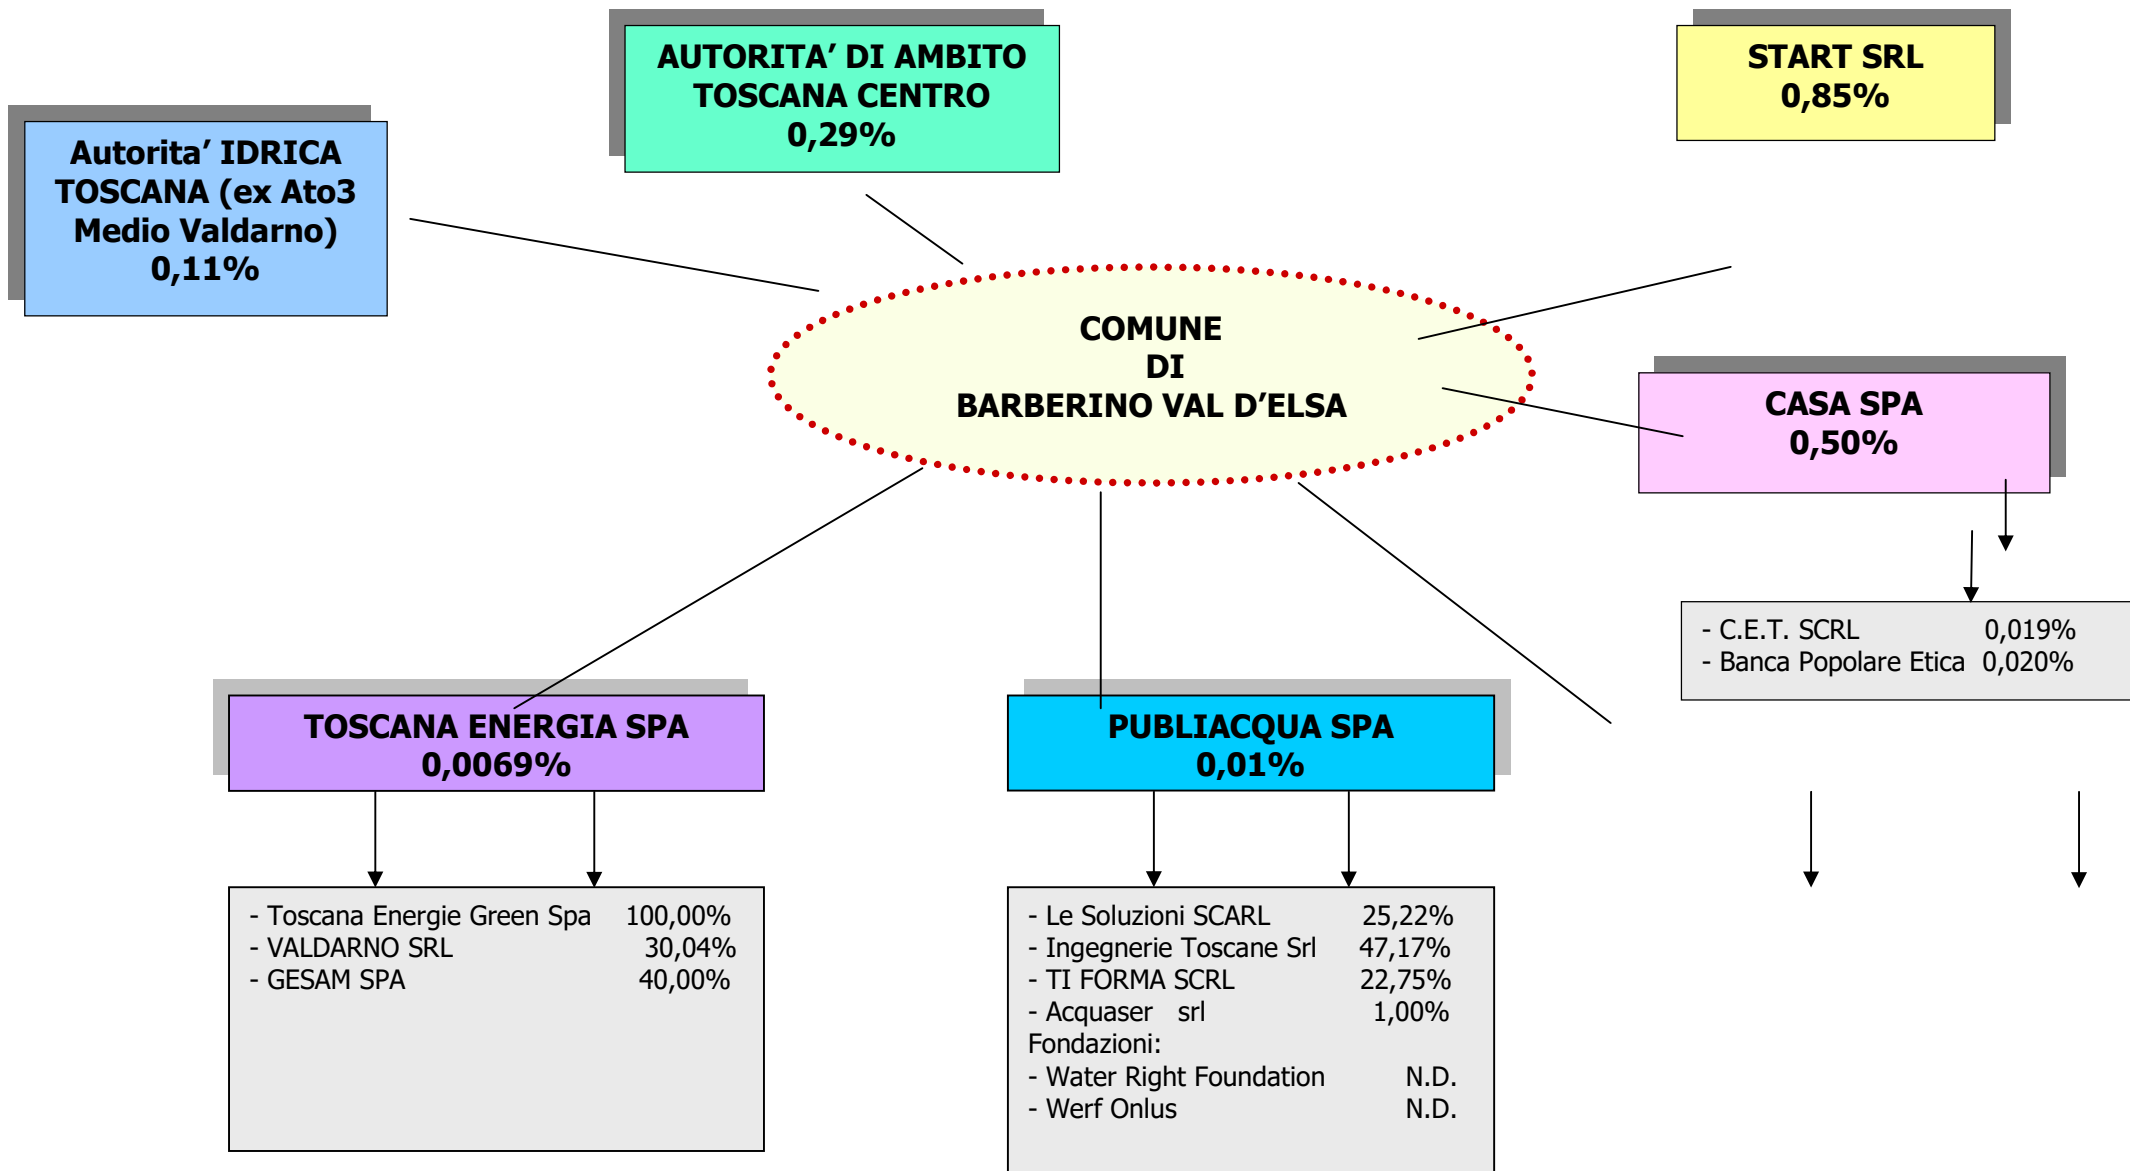 AUTORITA’ DI AMBITO
TOSCANA CENTRO
0,29%
START SRL
0,85%
Autorita’ IDRICA
TOSCANA (ex Ato3
Medio Valdarno)
0,11%
COMUNE
DI
BARBERINO VAL D’ELSA
CASA SPA
0,50%
- C.E.T. SCRL 0,019%
- Banca Popolare Etica 0,020%
TOSCANA ENERGIA SPA
0,0069%
PUBLIACQUA SPA
0,01%
- Toscana Energie Green Spa 100,00%
- VALDARNO SRL 30,04%
- GESAM SPA 40,00%
- Le Soluzioni SCARL 25,22%
- Ingegnerie Toscane Srl 47,17%
- TI FORMA SCRL 22,75%
- Acquaser srl 1,00%
Fondazioni:
- Water Right Foundation N.D.
- Werf Onlus N.D.